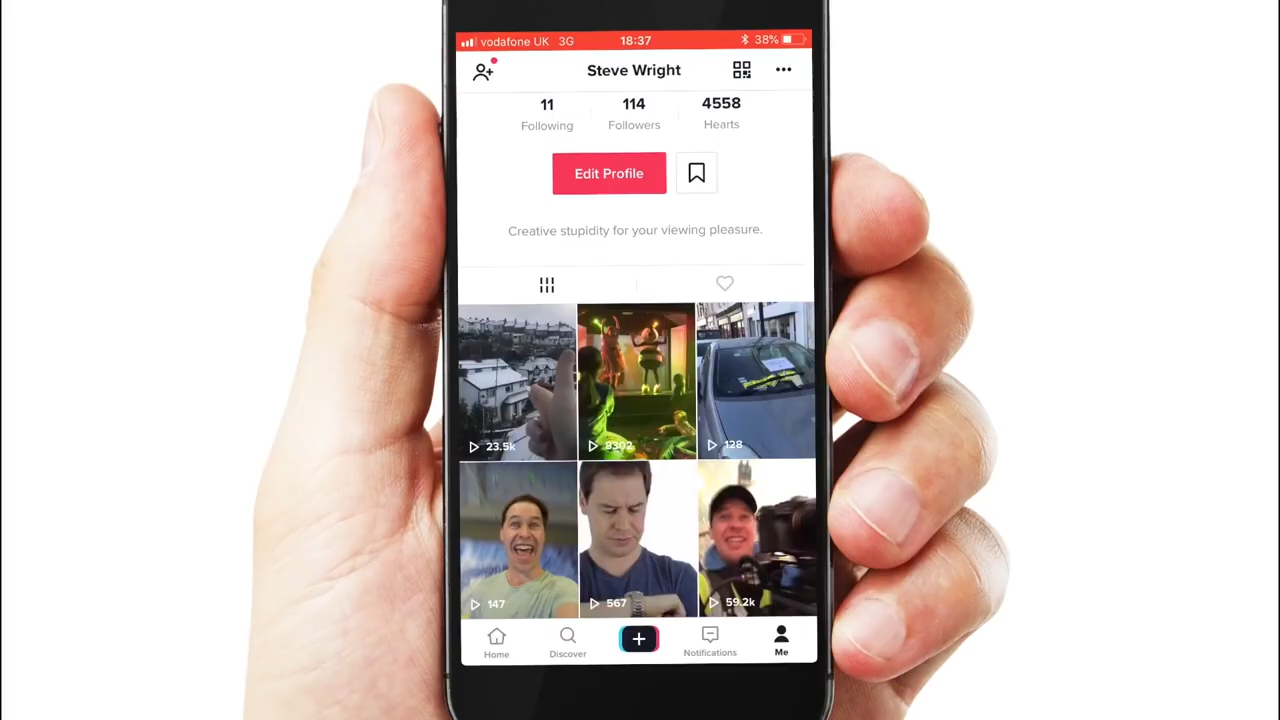 vodafone UK 3G 18:37 38%
Steve Wright
11 114 4558
Following Followers Hearts
Edit Profile
Creative stupidity for your viewing pleasure.
23.5k 9302 128
147 567 59.2k
Home Discover Notifications Me